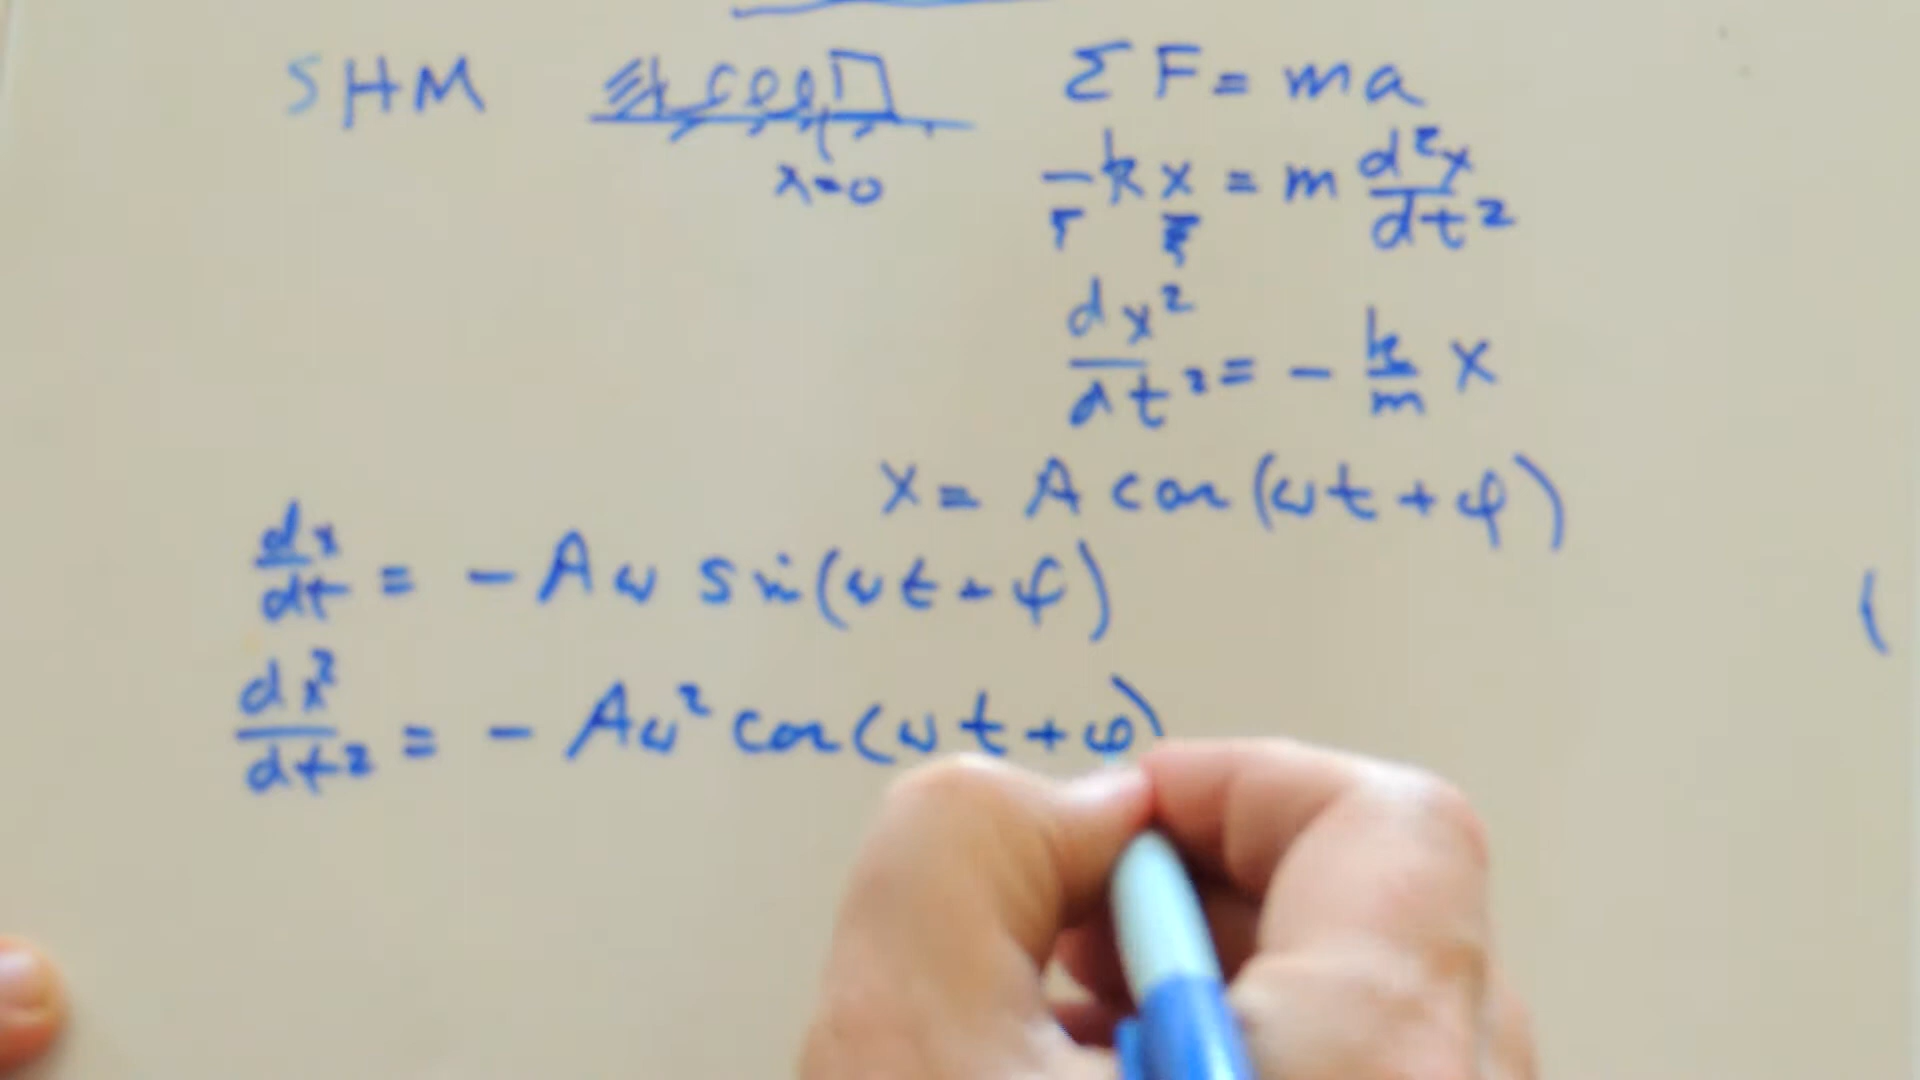 SHM
x=0
Σ F = ma
-kx = m d²x/dt²
dx²/dt² = - k/m x
x = A cos(ωt + φ)
dx/dt = - Aω sin(ωt + φ)
dx²/dt² = - Aω² cos(ωt + φ)
(